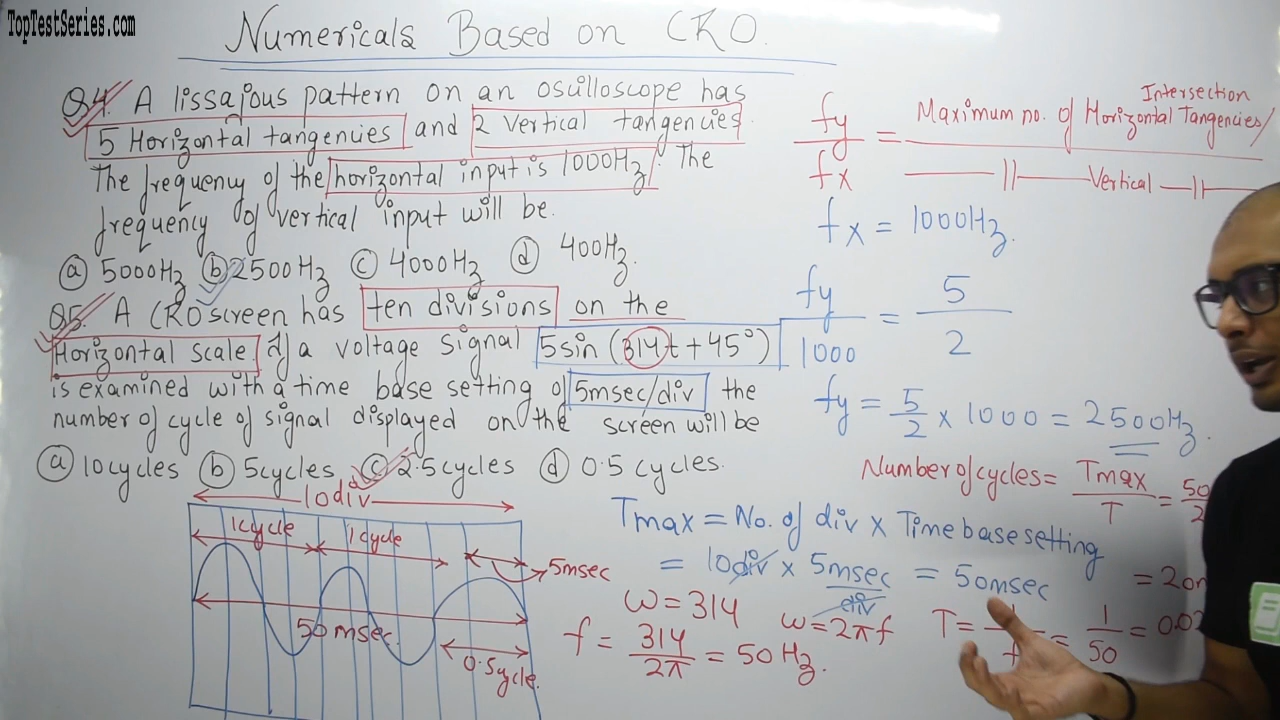 TopTestSeries.com
Numericals Based on CRO.
Q4. A lissajous pattern on an oscilloscope has
5 Horizontal tangencies and 2 vertical tangencies
The frequency of the horizontal input is 1000Hz. The
frequency of vertical input will be.
(a) 5000Hz (b) 2500Hz (c) 4000Hz (d) 400Hz.
Q5. A CRO screen has ten divisions on the
Horizontal scale. If a voltage signal 5sin(314t+45°)
is examined with a time base setting of 5msec/div the
number of cycle of signal displayed on the screen will be
(a) 10cycles (b) 5cycles (c) 2.5cycles (d) 0.5 cycles.
10div
1cycle 1cycle
5msec
50msec.
0.5cycle.
Intersection
fy/fx = Maximum no. of Horizontal Tangencies/
—— || —— Vertical —||—
fx = 1000Hz.
fy/1000 = 5/2
fy = 5/2 × 1000 = 2500Hz.
Number of cycles = Tmax/T = 50
Tmax = No. of div × Time base setting
= 10div × 5msec/div = 50msec
ω = 314 ω = 2πf
f = 314/2π = 50Hz.
T = 1/f = 1/50 = 0.02